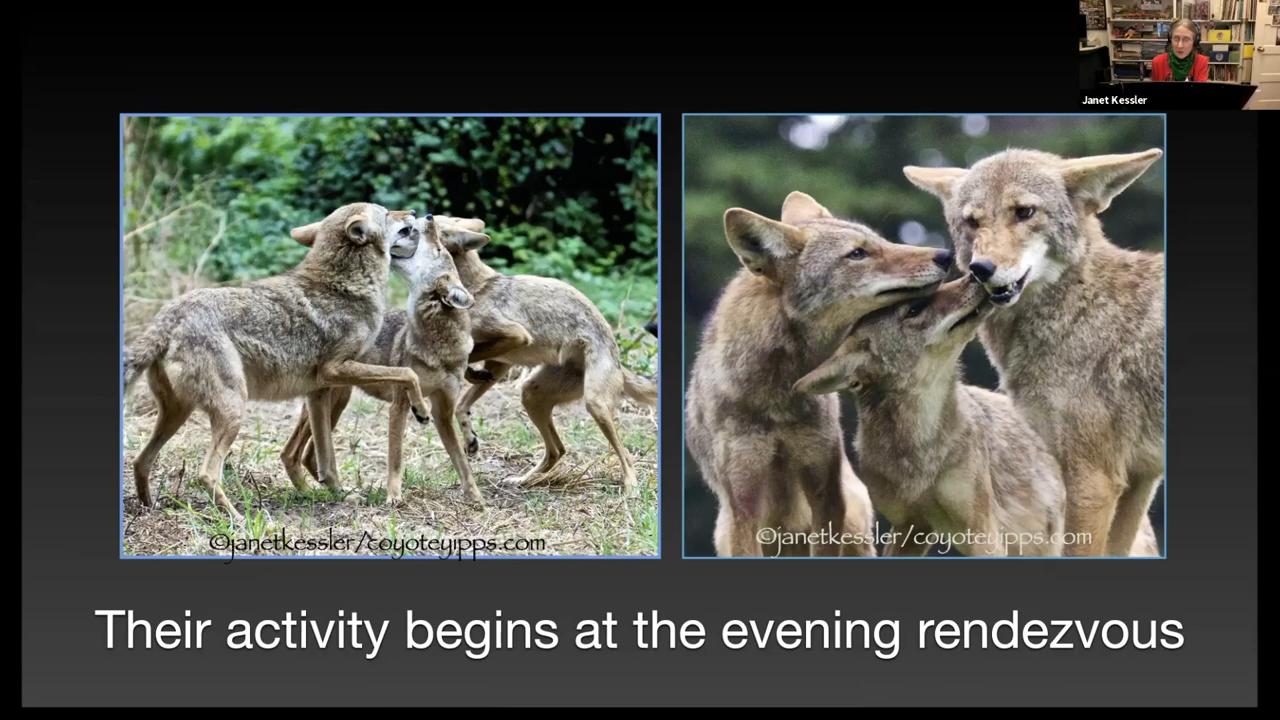 Janet Kessler
©janetkessler/coyoteyipps.com
©janetkessler/coyoteyipps.com
Their activity begins at the evening rendezvous